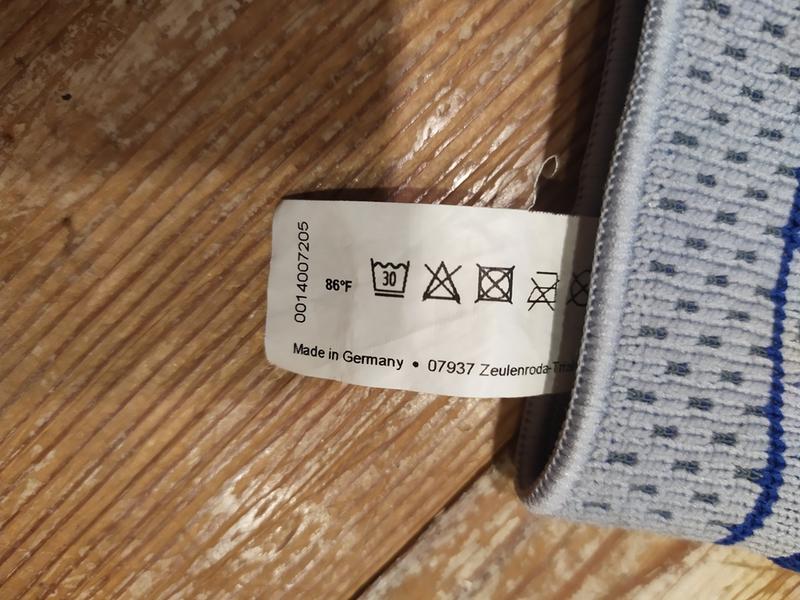 0014007205
86°F
30
Made in Germany • 07937 Zeulenroda-